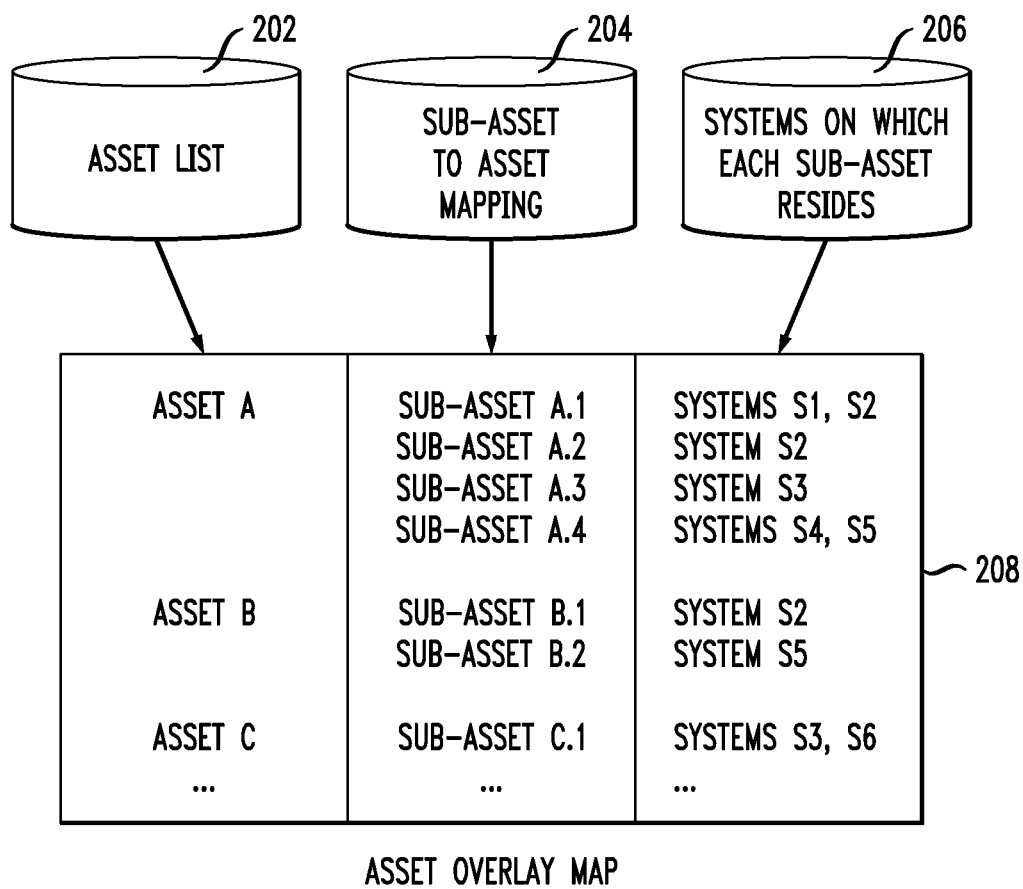 202
204
206
ASSET LIST
SUB-ASSET
TO ASSET
MAPPING
SYSTEMS ON WHICH
EACH SUB-ASSET
RESIDES
ASSET A SUB-ASSET A.1 SYSTEMS S1, S2
SUB-ASSET A.2 SYSTEM S2
SUB-ASSET A.3 SYSTEM S3
SUB-ASSET A.4 SYSTEMS S4, S5
208
ASSET B SUB-ASSET B.1 SYSTEM S2
SUB-ASSET B.2 SYSTEM S5
ASSET C SUB-ASSET C.1 SYSTEMS S3, S6
... ... ...
ASSET OVERLAY MAP